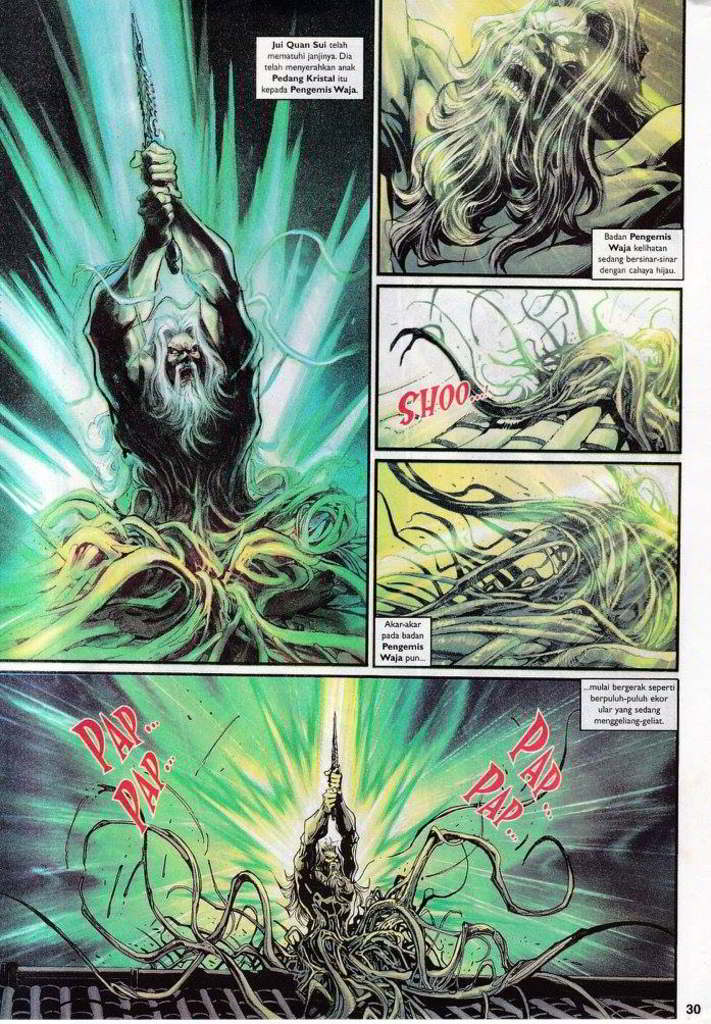 Jui Quan Sui telah
mematuhi janjinya. Dia
telah menyerahkan anak
Pedang Kristal itu
kepada Pengemis Waja.
Badan Pengemis
Waja kelihatan
sedang bersinar-sinar
dengan cahaya hijau.
SHOO...
Akar-akar
pada badan
Pengemis
Waja pun...
...mulai bergerak seperti
berpuluh-puluh ekor
ular yang sedang
menggeliang-geliat.
PAP...
PAP...
PAP...
PAP...
30